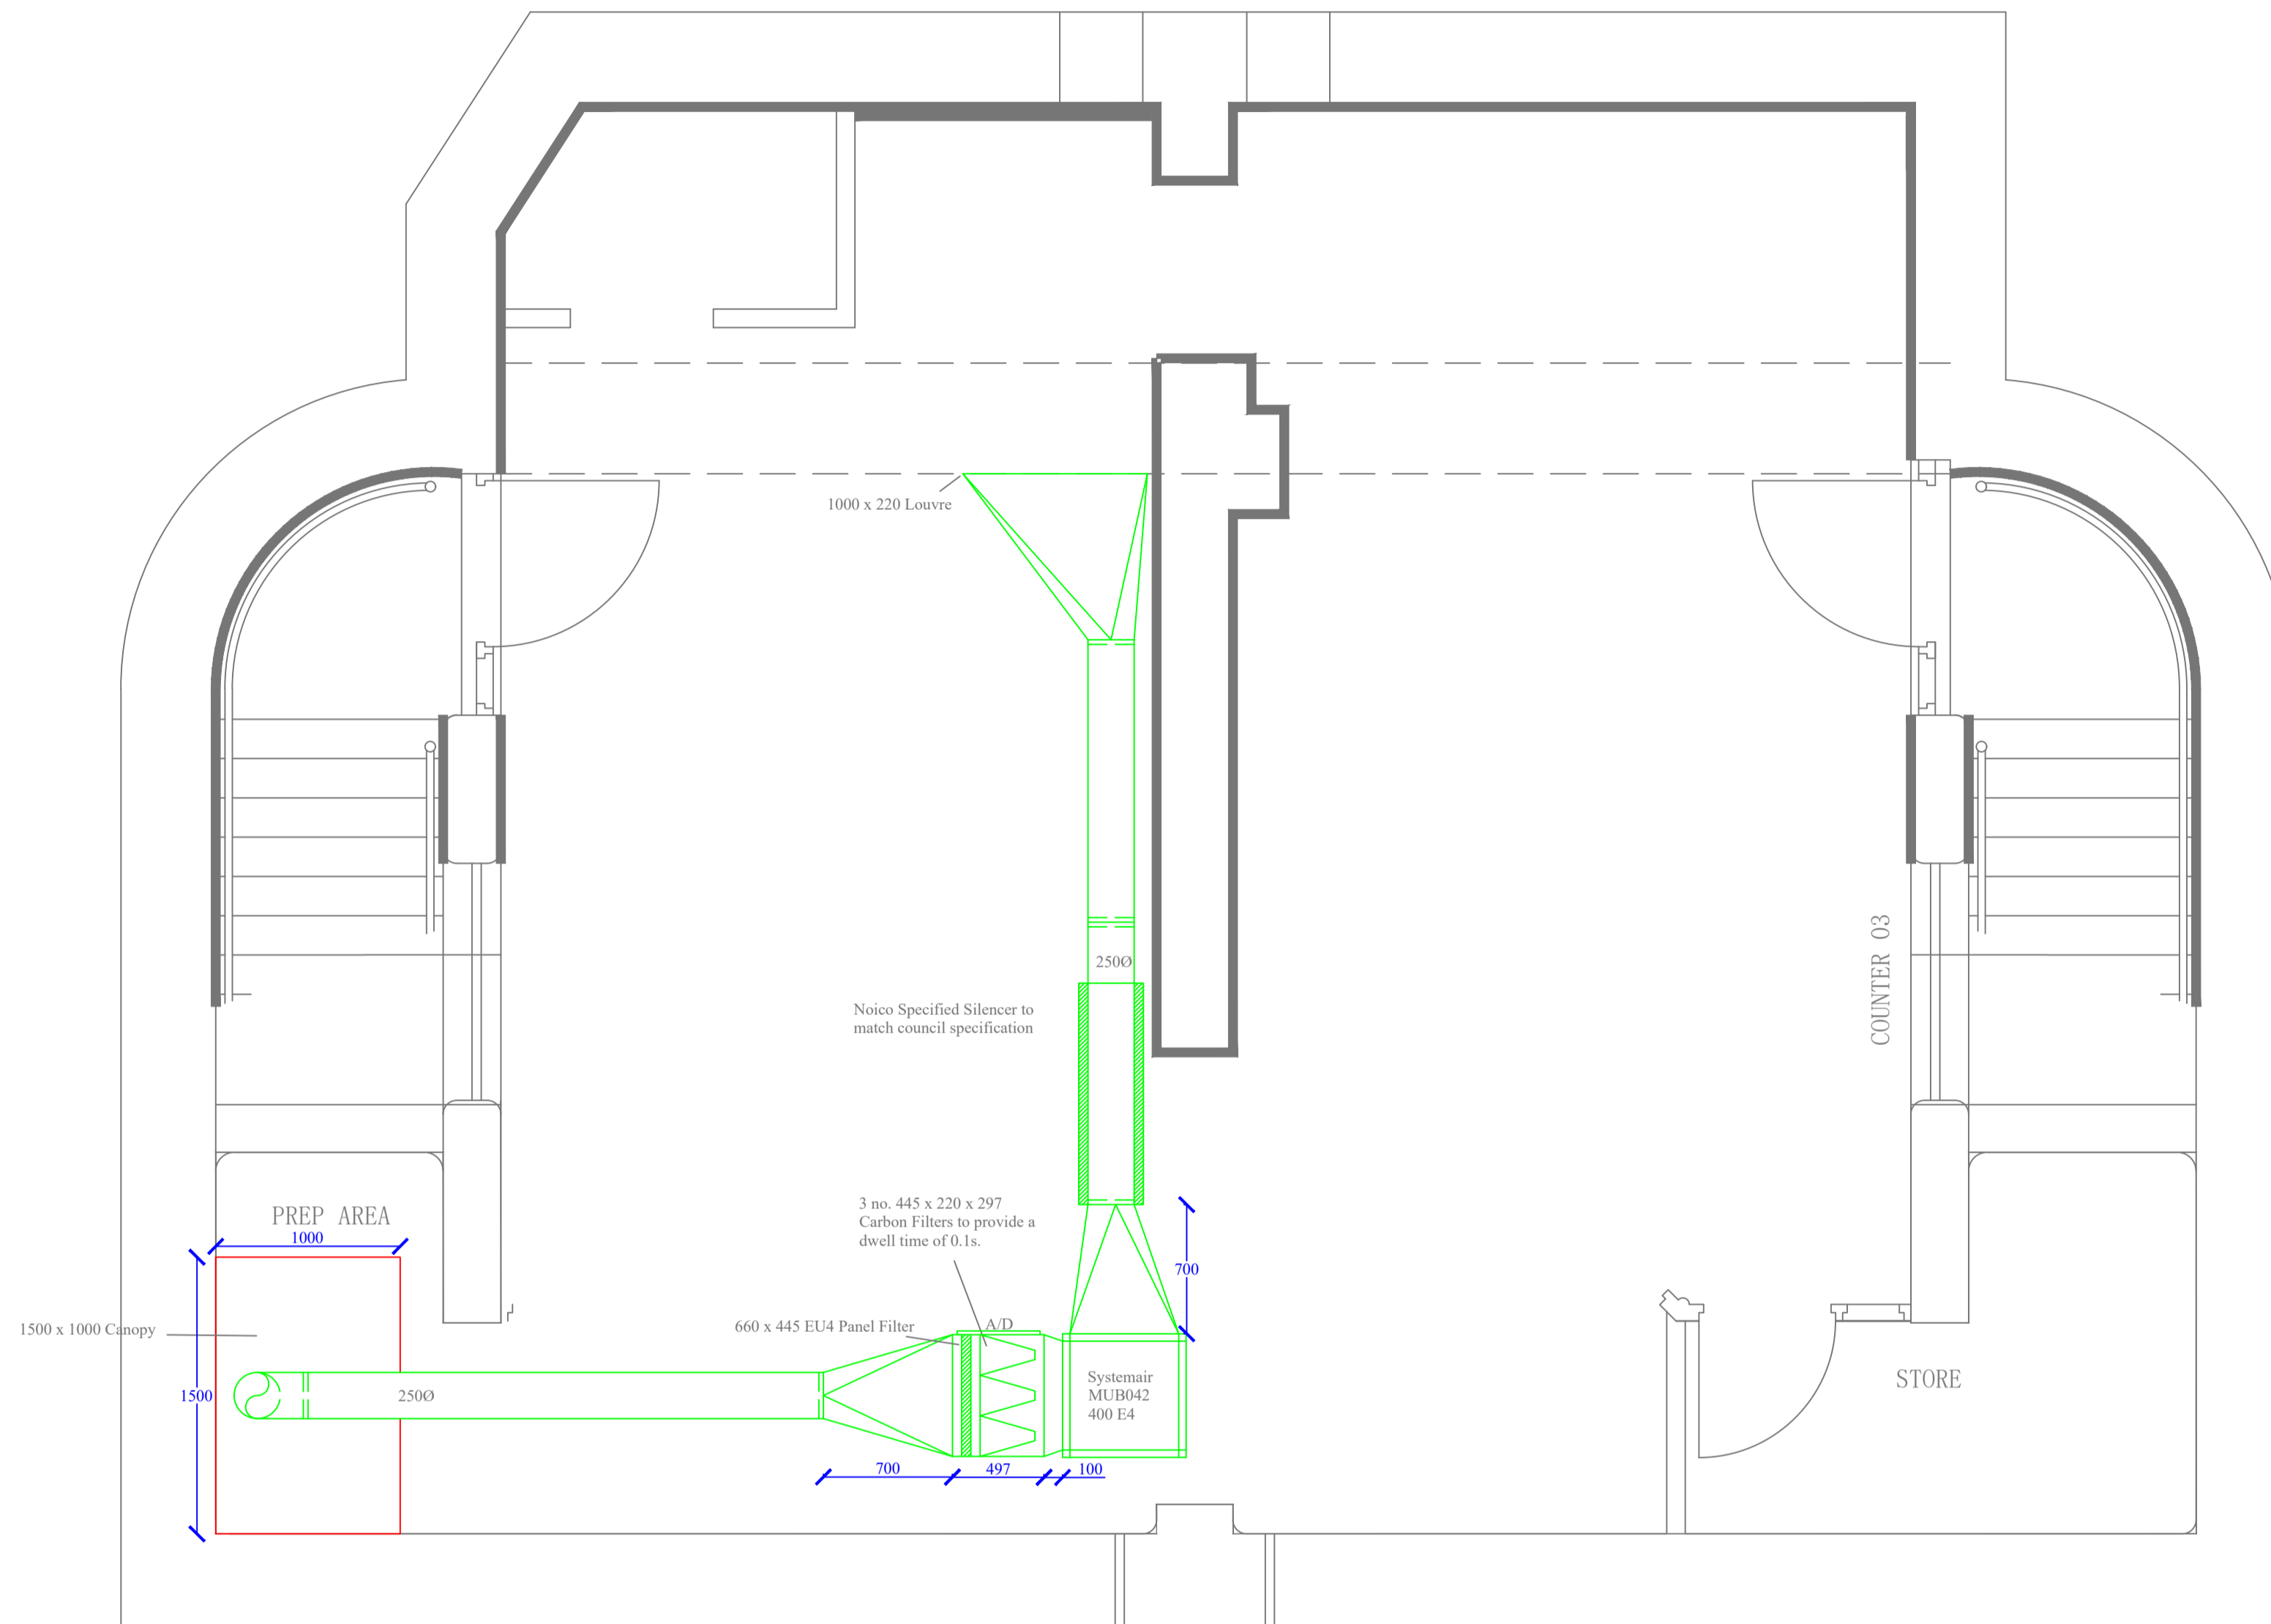 1000 x 220 Louvre
250Ø
COUNTER 03
Noico Specified Silencer to
match council specification
PREP AREA
1000
3 no. 445 x 220 x 297
Carbon Filters to provide a
dwell time of 0.1s.
700
1500 x 1000 Canopy
660 x 445 EU4 Panel Filter
A/D
Systemair
MUB042
400 E4
STORE
1500
250Ø
700
497
100